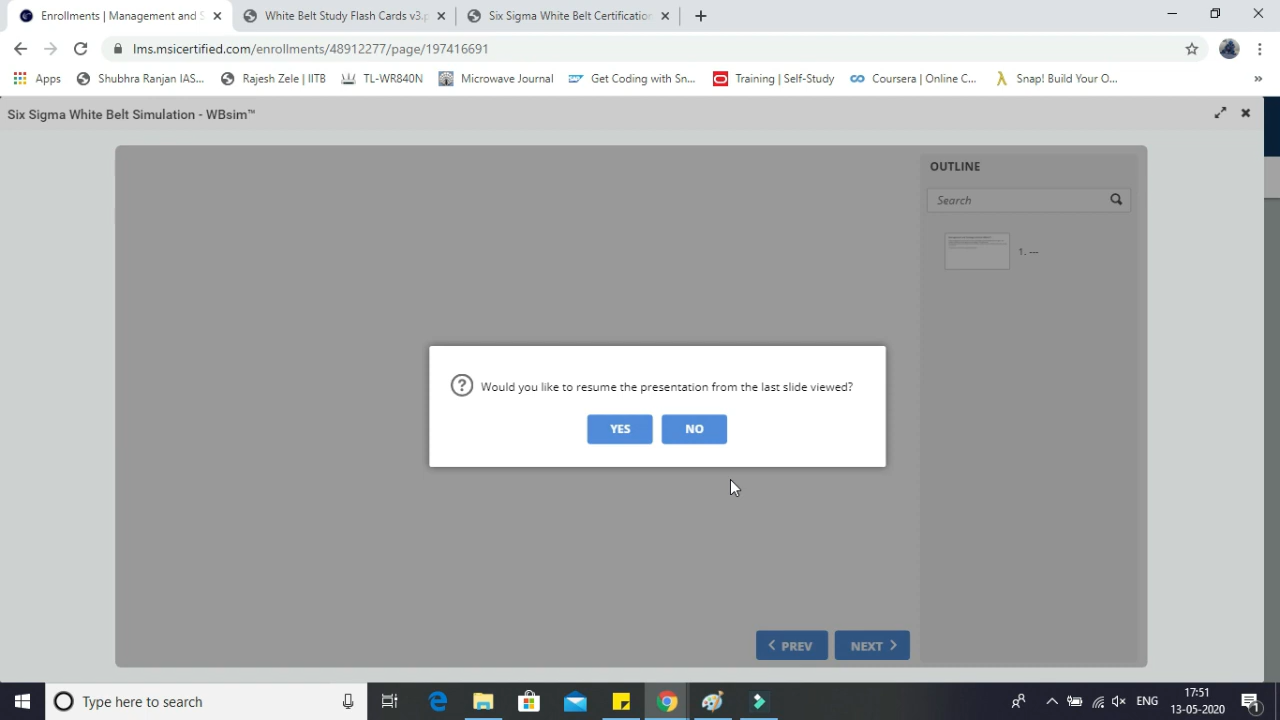 Enrollments | Management and S
White Belt Study Flash Cards v3.p
Six Sigma White Belt Certification
lms.msicertified.com/enrollments/48912277/page/197416691
Apps
Shubhra Ranjan IAS...
Rajesh Zele | IITB
TL-WR840N
Microwave Journal
Get Coding with Sn...
Training | Self-Study
Coursera | Online C...
Snap! Build Your O...
Six Sigma White Belt Simulation - WBsim™
OUTLINE
Search
1. ---
Would you like to resume the presentation from the last slide viewed?
YES
NO
PREV
NEXT
Type here to search
ENG
17:51
13-05-2020
1